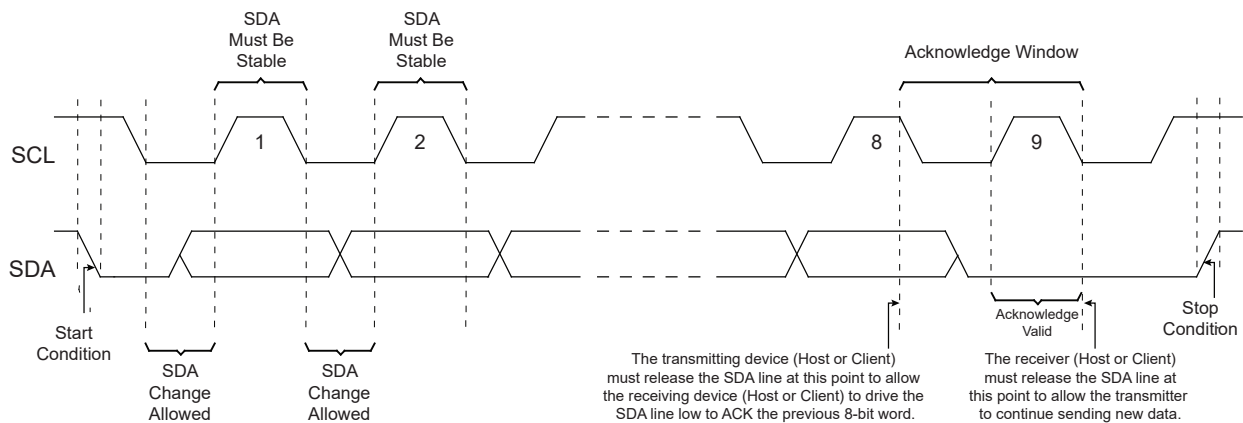 SDA
Must Be
Stable
SDA
Must Be
Stable
Acknowledge Window
SCL
1
2
8
9
SDA
Start
Condition
SDA
Change
Allowed
SDA
Change
Allowed
Acknowledge
Valid
Stop
Condition
The transmitting device (Host or Client)
must release the SDA line at this point to allow
the receiving device (Host or Client) to drive the
SDA line low to ACK the previous 8-bit word.
The receiver (Host or Client)
must release the SDA line at
this point to allow the transmitter
to continue sending new data.